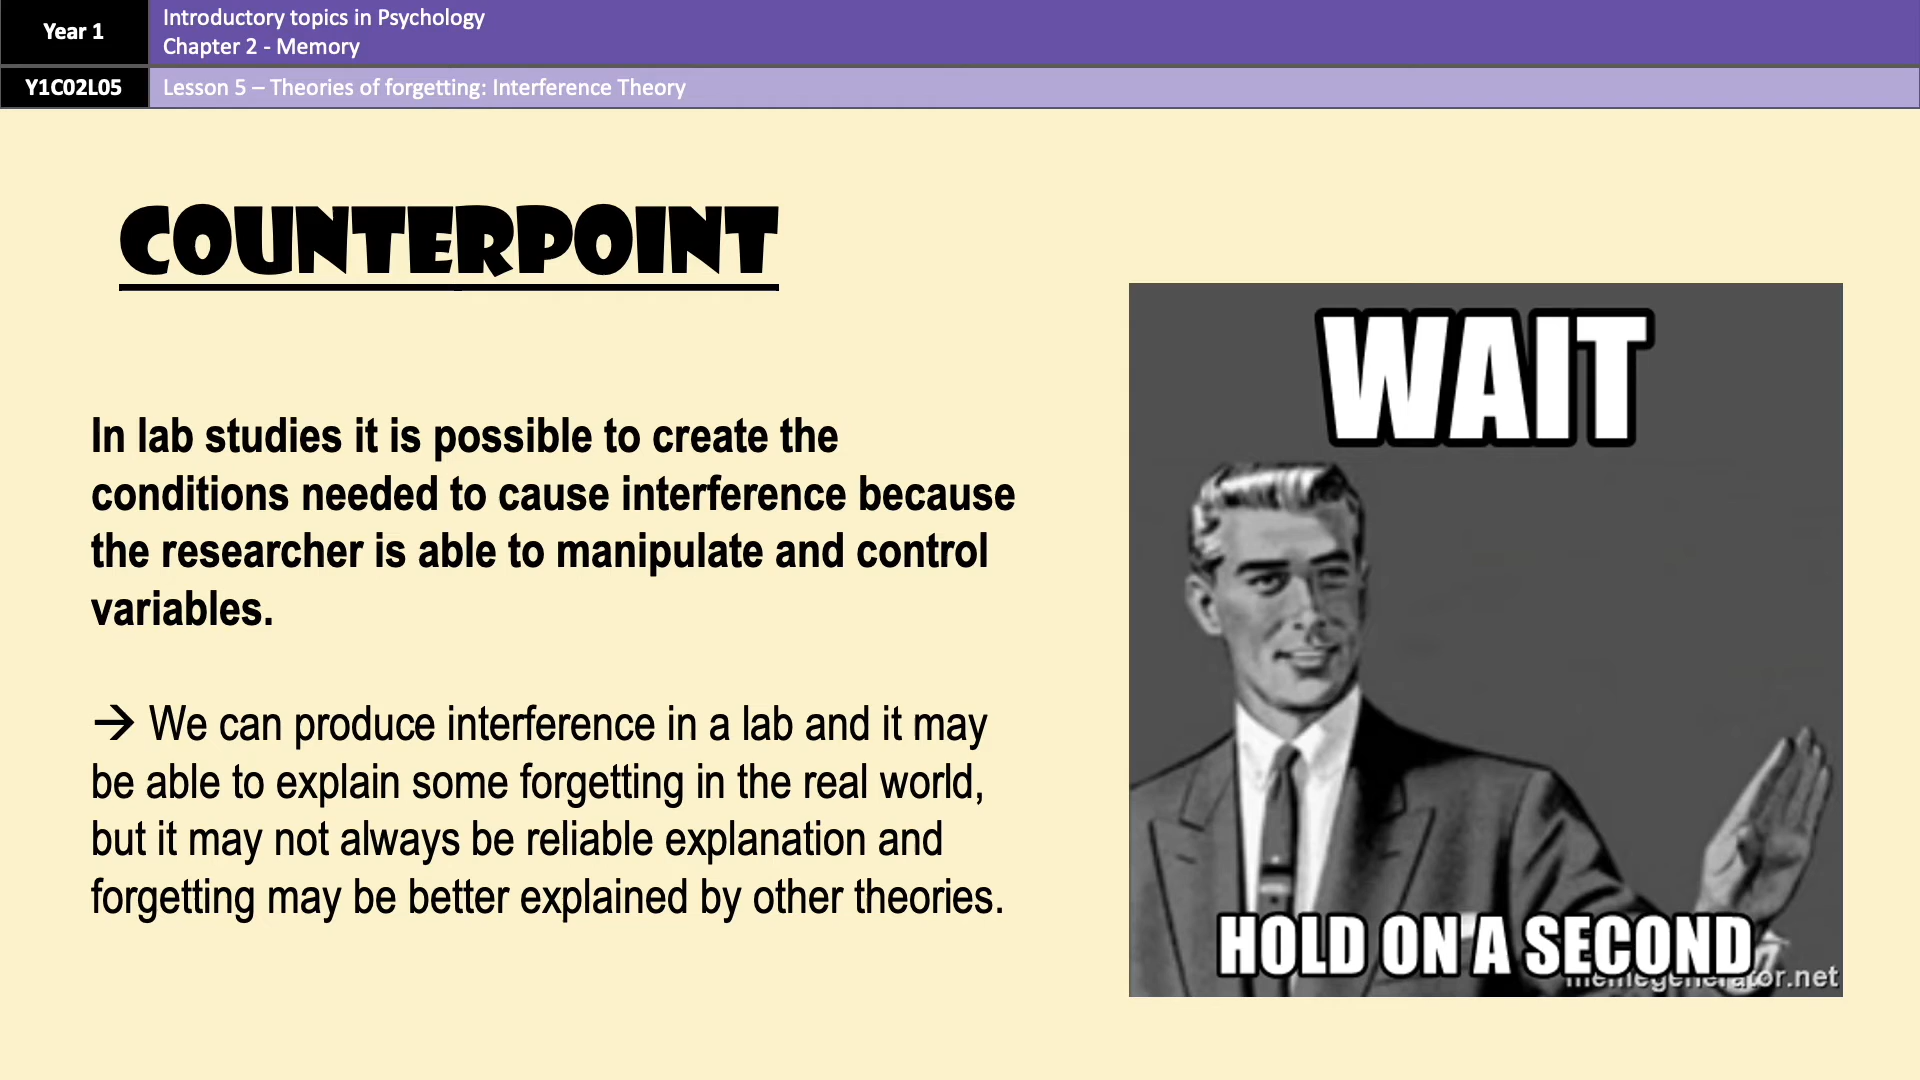 Year 1
Introductory topics in Psychology
Chapter 2 - Memory
Y1C02L05
Lesson 5 – Theories of forgetting: Interference Theory
COUNTERPOINT
In lab studies it is possible to create the
conditions needed to cause interference because
the researcher is able to manipulate and control
variables.
→ We can produce interference in a lab and it may
be able to explain some forgetting in the real world,
but it may not always be reliable explanation and
forgetting may be better explained by other theories.
WAIT
HOLD ON A SECOND
memegenerator.net